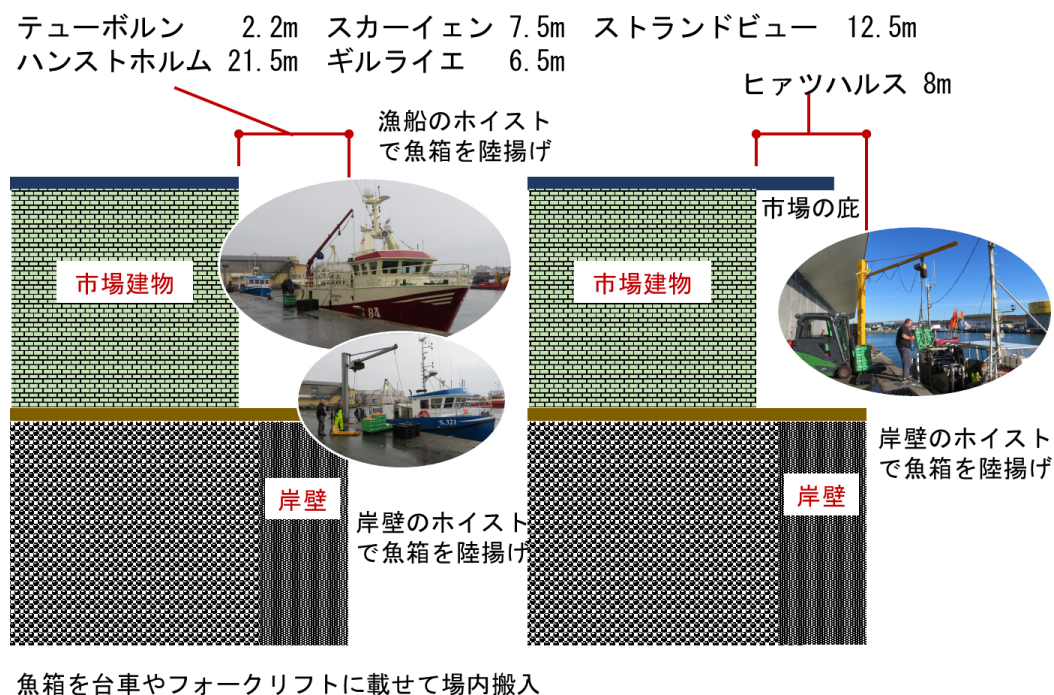 テューボルン 2.2m スカーイェン 7.5m ストランドビュー 12.5m
ハンストホルム 21.5m ギルライエ 6.5m
ヒァツハルス 8m
漁船のホイスト
で魚箱を陸揚げ
市場の庇
市場建物
市場建物
S 84
S.321
岸壁のホイスト
で魚箱を陸揚げ
岸壁
岸壁
岸壁のホイスト
で魚箱を陸揚げ
魚箱を台車やフォークリフトに載せて場内搬入